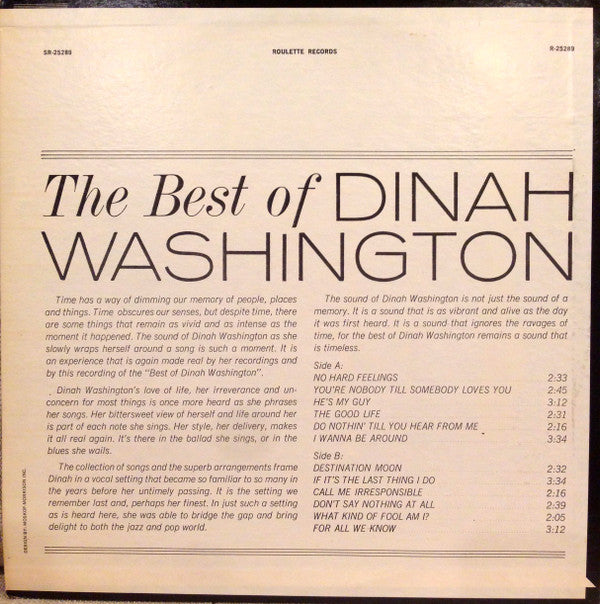 SR-25289 ROULETTE RECORDS R-25289
The Best of DINAH
WASHINGTON
Time has a way of dimming our memory of people, places
and things. Time obscures our senses, but despite time, there
are some things that remain as vivid and as intense as the
moment it happened. The sound of Dinah Washington as she
slowly wraps herself around a song is such a moment. It is
an experience that is again made real by her recordings and
by this recording of the "Best of Dinah Washington".
Dinah Washington's love of life, her irreverance and un-
concern for most things is once more heard as she phrases
her songs. Her bittersweet view of herself and life around her
is part of each note she sings. Her style, her delivery, makes
it all real again. It's there in the ballad she sings, or in the
blues she wails.
The collection of songs and the superb arrangements frame
Dinah in a vocal setting that became so familiar to so many in
the years before her untimely passing. It is the setting we
remember last and, perhaps her finest. In just such a setting
as is heard here, she was able to bridge the gap and bring
delight to both the jazz and pop world.
The sound of Dinah Washington is not just the sound of a
memory. It is a sound that is as vibrant and alive as the day
it was first heard. It is a sound that ignores the ravages of
time, for the best of Dinah Washington remains a sound that
is timeless.
Side A:
NO HARD FEELINGS 2:33
YOU'RE NOBODY TILL SOMEBODY LOVES YOU 2:45
HE'S MY GUY 3:12
THE GOOD LIFE 2:31
DO NOTHIN' TILL YOU HEAR FROM ME 2:16
I WANNA BE AROUND 3:34
Side B:
DESTINATION MOON 2:32
IF IT'S THE LAST THING I DO 3:34
CALL ME IRRESPONSIBLE 2:16
DON'T SAY NOTHING AT ALL 2:39
WHAT KIND OF FOOL AM I? 2:05
FOR ALL WE KNOW 3:12
DESIGN BY: MOSKOF-MORRISON INC.